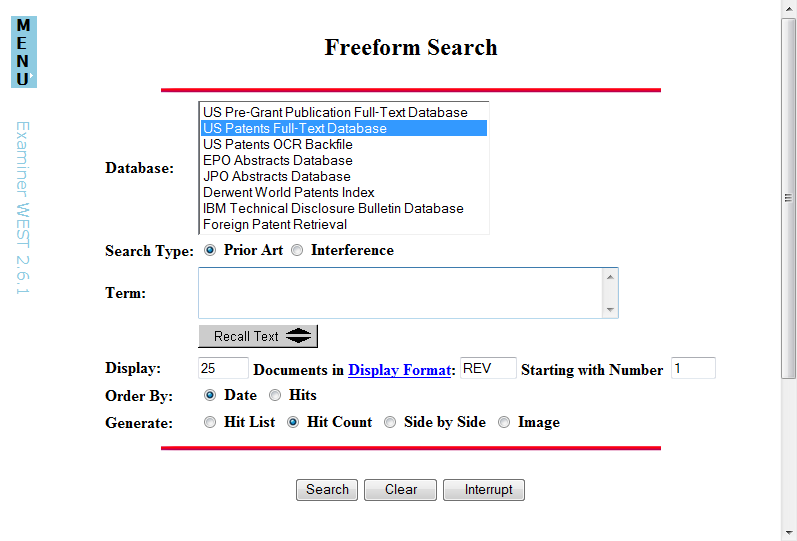 MENU
Examiner WEST 2.6.1
Freeform Search
Database:
US Pre-Grant Publication Full-Text Database
US Patents Full-Text Database
US Patents OCR Backfile
EPO Abstracts Database
JPO Abstracts Database
Derwent World Patents Index
IBM Technical Disclosure Bulletin Database
Foreign Patent Retrieval
Search Type: Prior Art Interference
Term:
Recall Text
Display: 25 Documents in Display Format: REV Starting with Number 1
Order By: Date Hits
Generate: Hit List Hit Count Side by Side Image
Search Clear Interrupt